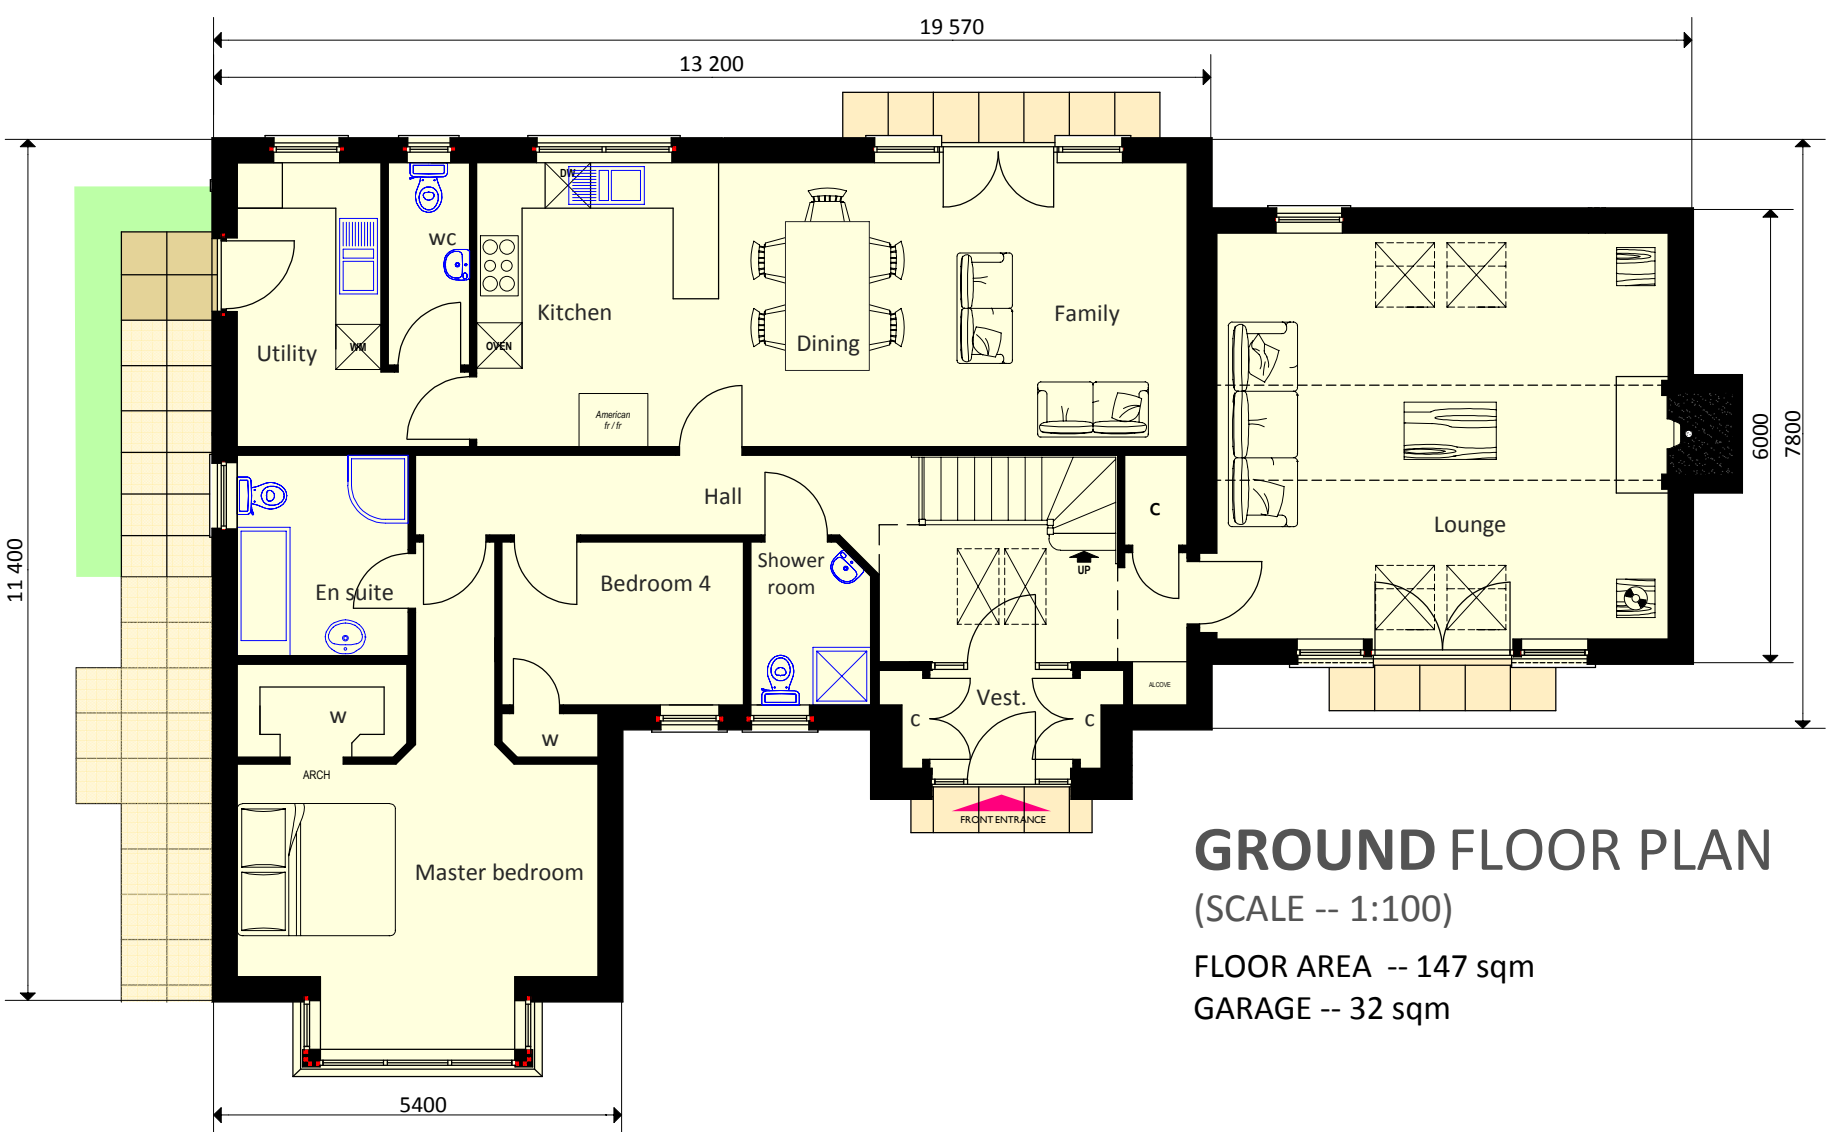 19 570
13 200
DW
wc
Kitchen
Family
Utility
WM
OVEN
Dining
American
fr / fr
6000
7800
Hall
C
Lounge
11 400
En suite
Bedroom 4
Shower
room
UP
ALCOVE
Vest.
W
W
C
C
ARCH
FRONT ENTRANCE
Master bedroom
GROUND FLOOR PLAN
(SCALE -- 1:100)
FLOOR AREA -- 147 sqm
GARAGE -- 32 sqm
5400